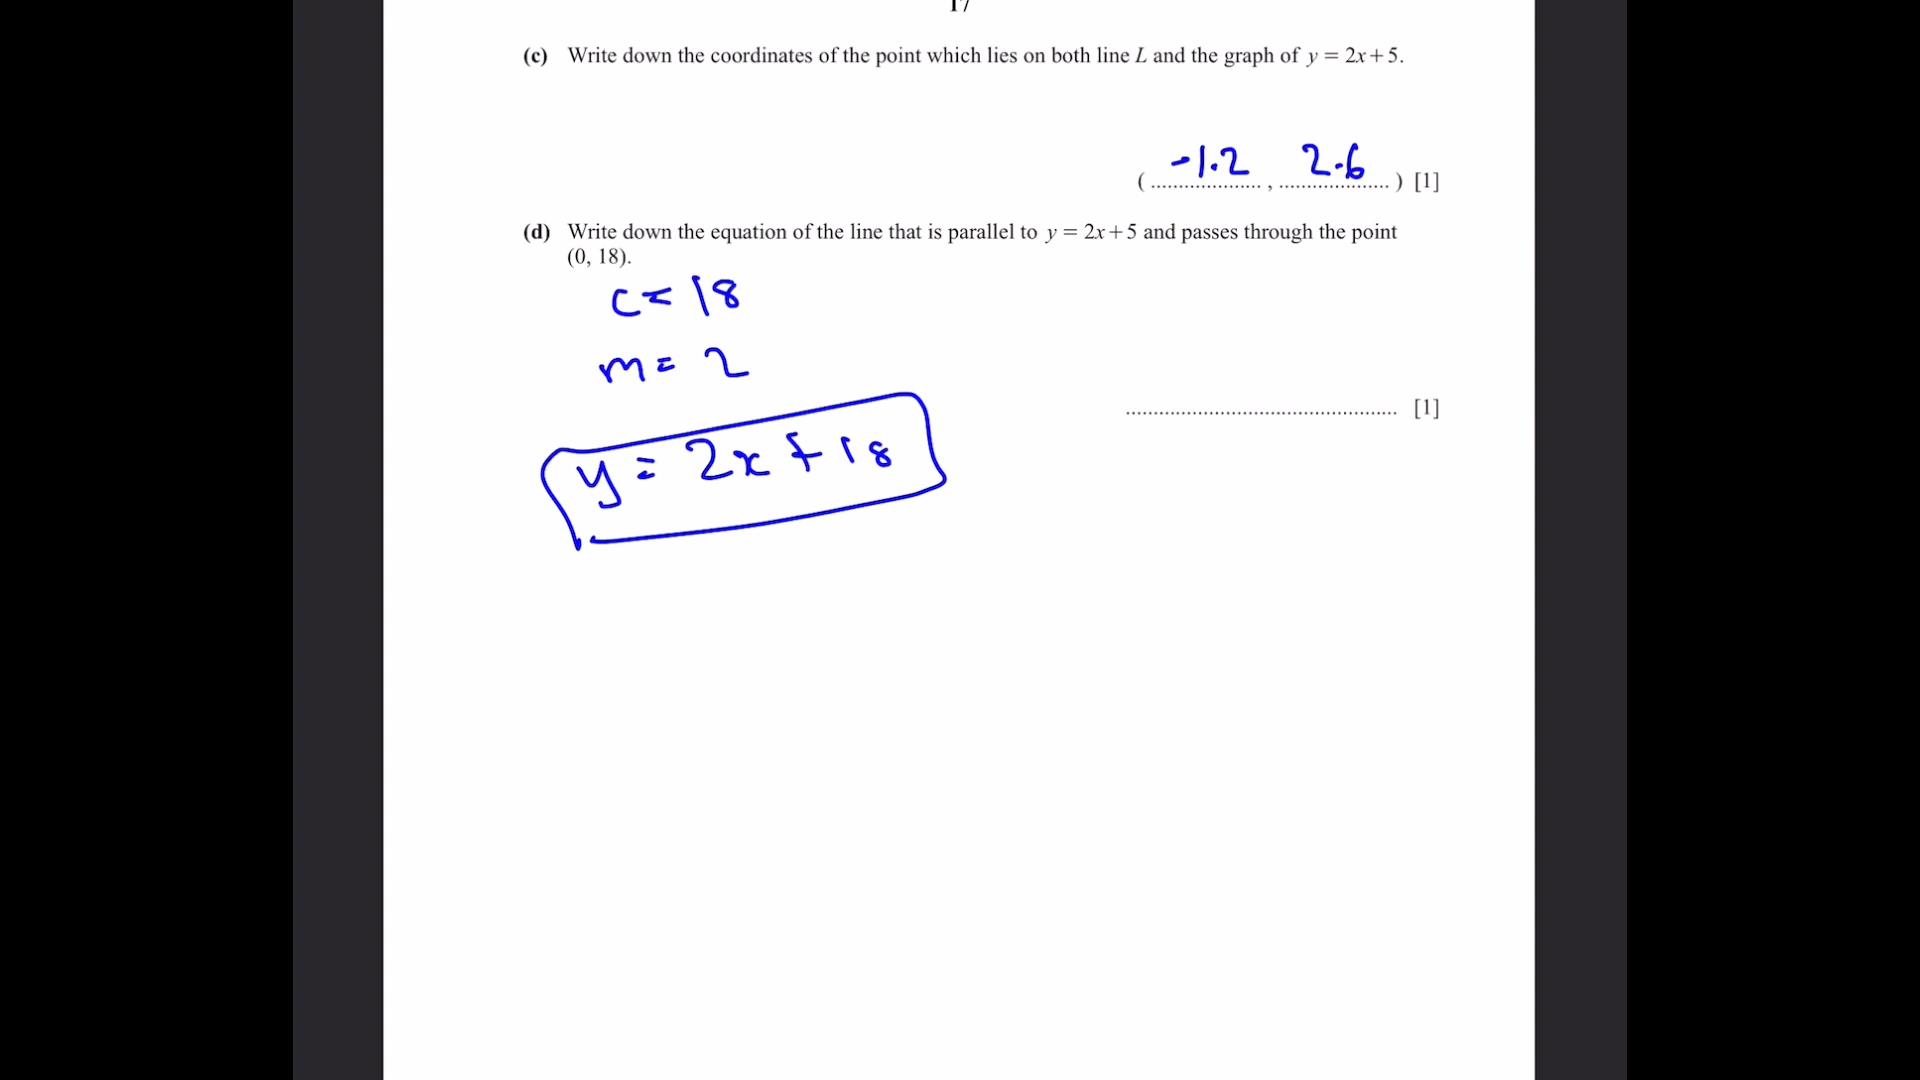 17
(c) Write down the coordinates of the point which lies on both line L and the graph of y = 2x+5.
-1.2 2.6
( .................... , .................... ) [1]
(d) Write down the equation of the line that is parallel to y = 2x+5 and passes through the point
(0, 18).
c = 18
m = 2
................................................ [1]
y = 2x + 18